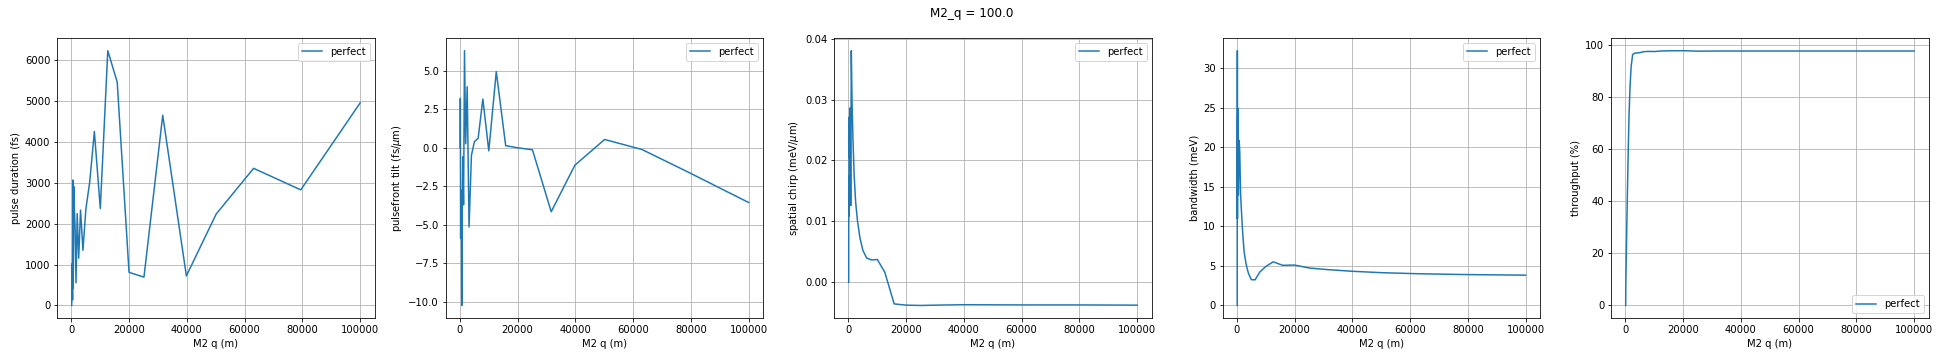 M2_q = 100.0
pulse duration (fs)
6000
5000
4000
3000
2000
1000
0
perfect
0 20000 40000 60000 80000 100000
M2 q (m)
pulsefront tilt (fs/μm)
5.0
2.5
0.0
−2.5
−5.0
−7.5
−10.0
perfect
0 20000 40000 60000 80000 100000
M2 q (m)
spatial chirp (meV/μm)
0.04
0.03
0.02
0.01
0.00
perfect
0 20000 40000 60000 80000 100000
M2 q (m)
bandwidth (meV)
30
25
20
15
10
5
0
perfect
0 20000 40000 60000 80000 100000
M2 q (m)
throughput (%)
100
80
60
40
20
0
perfect
0 20000 40000 60000 80000 100000
M2 q (m)